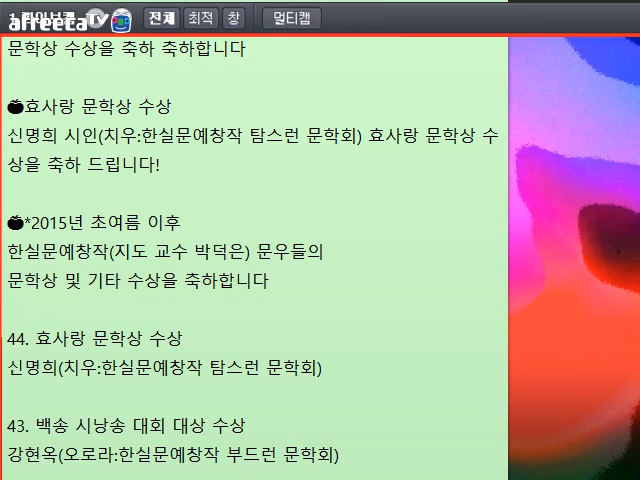 afreecaTV 전체 최적 창 멀티캠
문학상 수상을 축하 축하합니다
효사랑 문학상 수상
신명희 시인(치우:한실문예창작 탐스런 문학회) 효사랑 문학상 수
상을 축하 드립니다!
*2015년 초여름 이후
한실문예창작(지도 교수 박덕은) 문우들의
문학상 및 기타 수상을 축하합니다
44. 효사랑 문학상 수상
신명희(치우:한실문예창작 탐스런 문학회)
43. 백송 시낭송 대회 대상 수상
강현옥(오로라:한실문예창작 부드런 문학회)